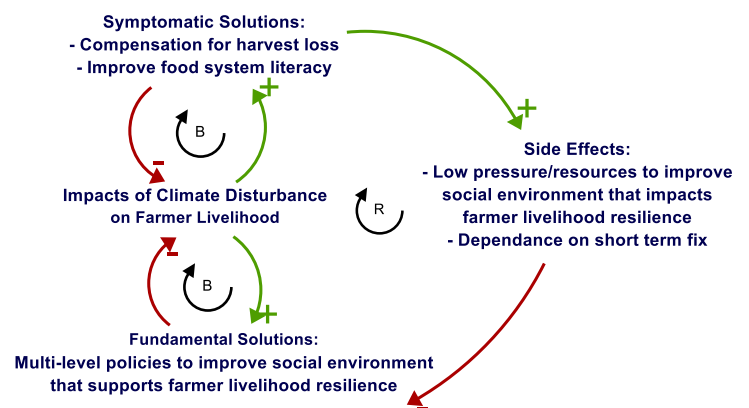 Symptomatic Solutions:
- Compensation for harvest loss
- Improve food system literacy
+
+
B
-
Side Effects:
- Low pressure/resources to improve
social environment that impacts
farmer livelihood resilience
- Dependance on short term fix
Impacts of Climate Disturbance
on Farmer Livelihood
R
-
B
+
Fundamental Solutions:
Multi-level policies to improve social environment
that supports farmer livelihood resilience
-